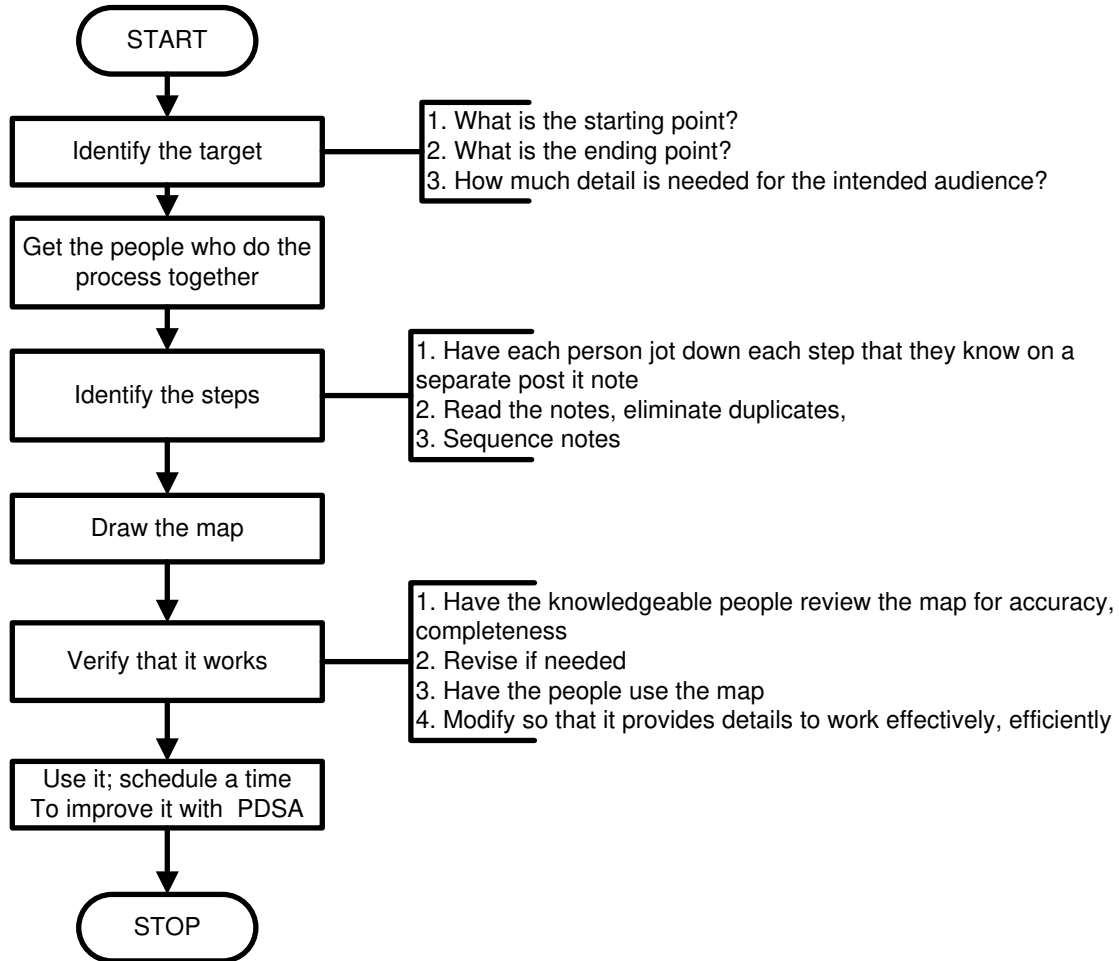 START
Identify the target
1. What is the starting point?
2. What is the ending point?
3. How much detail is needed for the intended audience?
Get the people who do the
process together
Identify the steps
1. Have each person jot down each step that they know on a
separate post it note
2. Read the notes, eliminate duplicates,
3. Sequence notes
Draw the map
Verify that it works
1. Have the knowledgeable people review the map for accuracy,
completeness
2. Revise if needed
3. Have the people use the map
4. Modify so that it provides details to work effectively, efficiently
Use it; schedule a time
To improve it with  PDSA
STOP